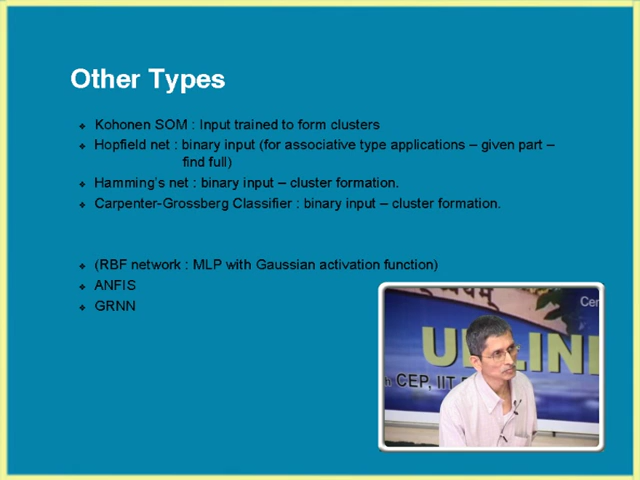 Other Types
❖ Kohonen SOM : Input trained to form clusters
❖ Hopfield net : binary input (for associative type applications – given part –
find full)
❖ Hamming's net : binary input – cluster formation.
❖ Carpenter-Grossberg Classifier : binary input – cluster formation.
❖ (RBF network : MLP with Gaussian activation function)
❖ ANFIS
❖ GRNN
CEP, IIT